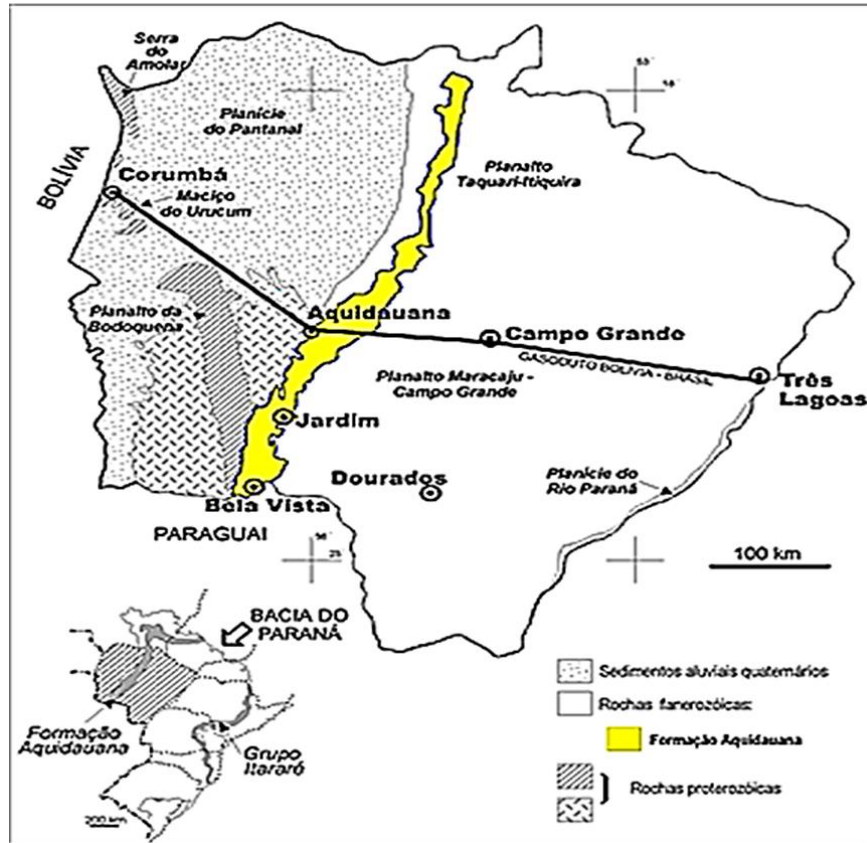 Serra
do
Amolar
Planície
do Pantanal
BOLÍVIA
Corumbá
Maciço
do Urucum
Planalto
Taquari-Itiquira
Planalto da
Bodoquena
Aquidauana
Campo Grande
GASODUTO BOLÍVIA - BRASIL
Três
Lagoas
Planalto Maracaju -
Campo Grande
Jardim
Dourados
Bela Vista
PARAGUAI
Planície do
Rio Paraná
100 km
BACIA DO
PARANÁ
Formação
Aquidauana
Grupo
Itararé
200 km
Sedimentos aluviais quaternários
Rochas fanerozóicas:
Formação Aquidauana
Rochas proterozóicas